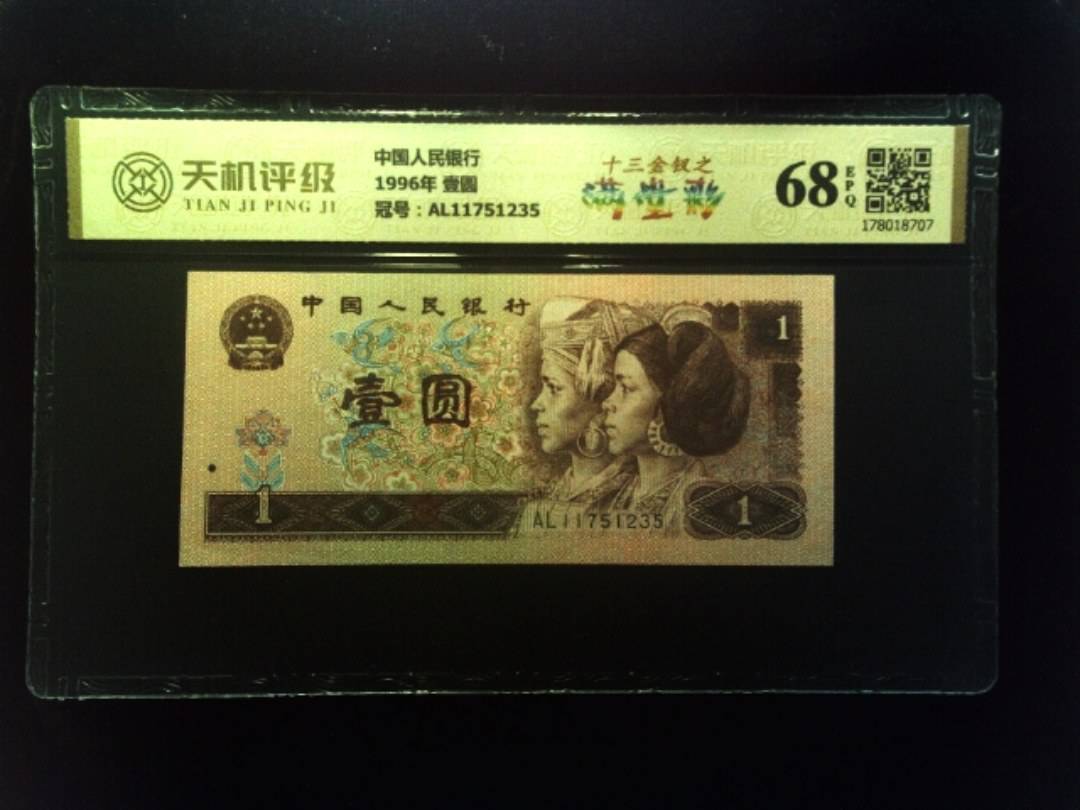 天机评级
TIAN JI PING JI
中国人民银行
1996年 壹圆
冠号：AL11751235
十三金钗之
满堂彩
68
EPQ
178018707
中国人民银行
壹圆
1
1
AL11751235
1